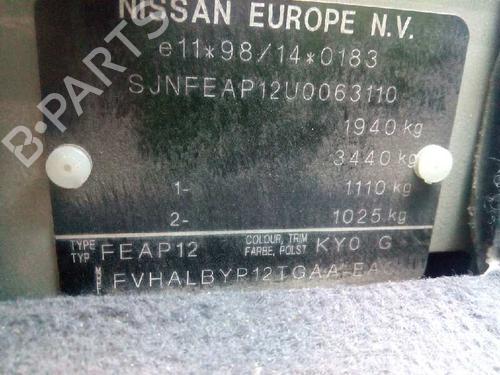 NISSAN EUROPE N.V.
e11*98/14*0183
SJNFEAP12U0063110
1940 kg
3440 kg
1- 1110 kg
2- 1025 kg
TYPE TYP FEAP12 COLOUR, TRIM FARBE, POLST KY0 G
FVHALBYP12TGAA-EA
B-PARTS